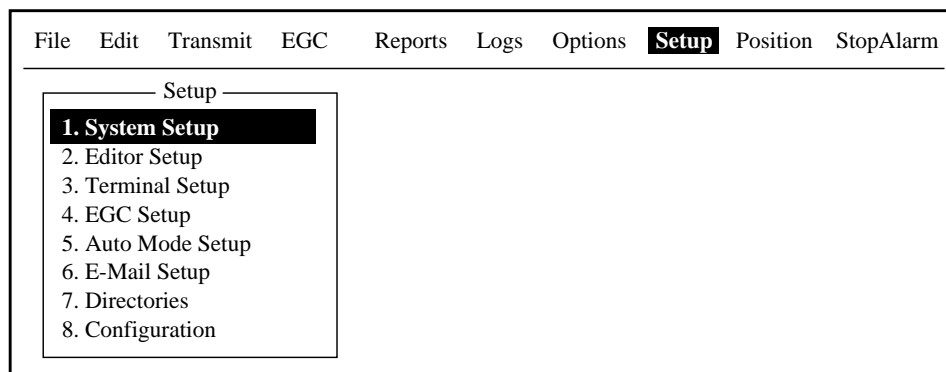 File Edit Transmit EGC Reports Logs Options Setup Position StopAlarm
Setup
1. System Setup
2. Editor Setup
3. Terminal Setup
4. EGC Setup
5. Auto Mode Setup
6. E-Mail Setup
7. Directories
8. Configuration